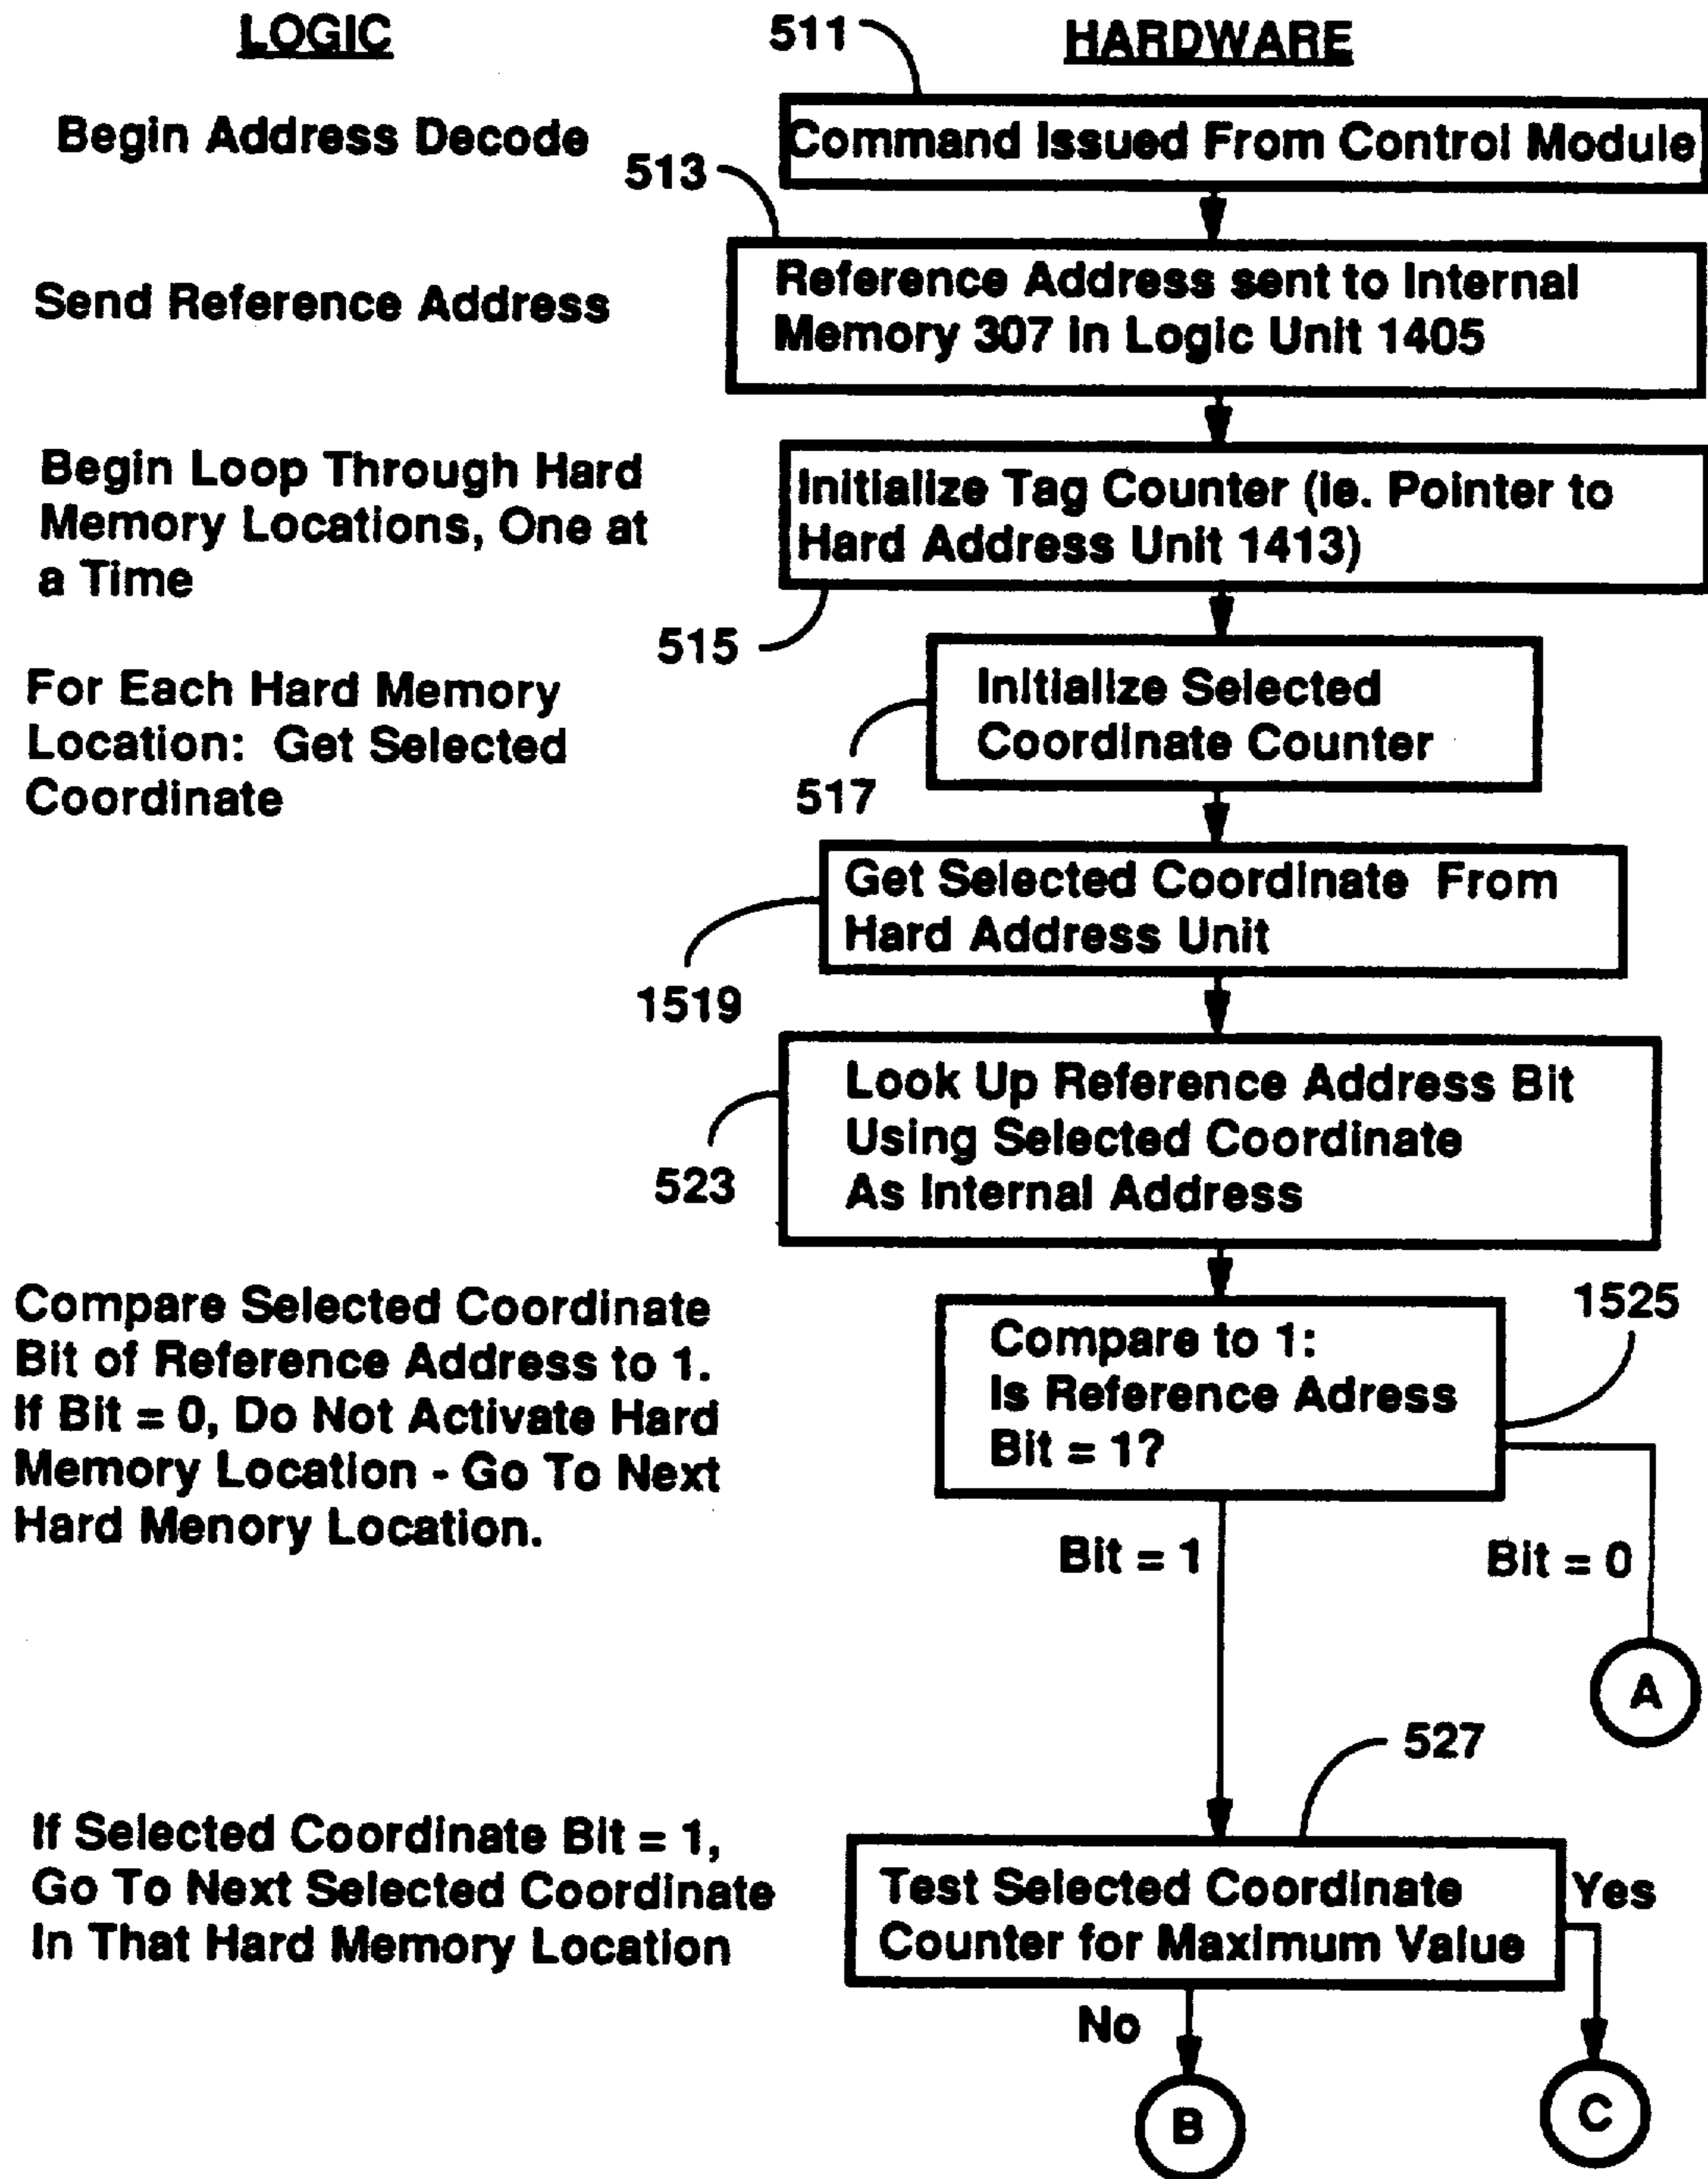 LOGIC
511
HARDWARE
Begin Address Decode
Command Issued From Control Module
513
Send Reference Address
Reference Address sent to Internal
Memory 307 in Logic Unit 1405
Begin Loop Through Hard
Memory Locations, One at
a Time
Initialize Tag Counter (ie. Pointer to
Hard Address Unit 1413)
515
For Each Hard Memory
Location: Get Selected
Coordinate
Initialize Selected
Coordinate Counter
517
Get Selected Coordinate From
Hard Address Unit
1519
Look Up Reference Address Bit
Using Selected Coordinate
As Internal Address
523
Compare Selected Coordinate
Bit of Reference Address to 1.
If Bit = 0, Do Not Activate Hard
Memory Location - Go To Next
Hard Menory Location.
1525
Compare to 1:
Is Reference Adress
Bit = 1?
Bit = 1
Bit = 0
A
527
If Selected Coordinate Bit = 1,
Go To Next Selected Coordinate
In That Hard Memory Location
Test Selected Coordinate
Counter for Maximum Value
Yes
No
B
C